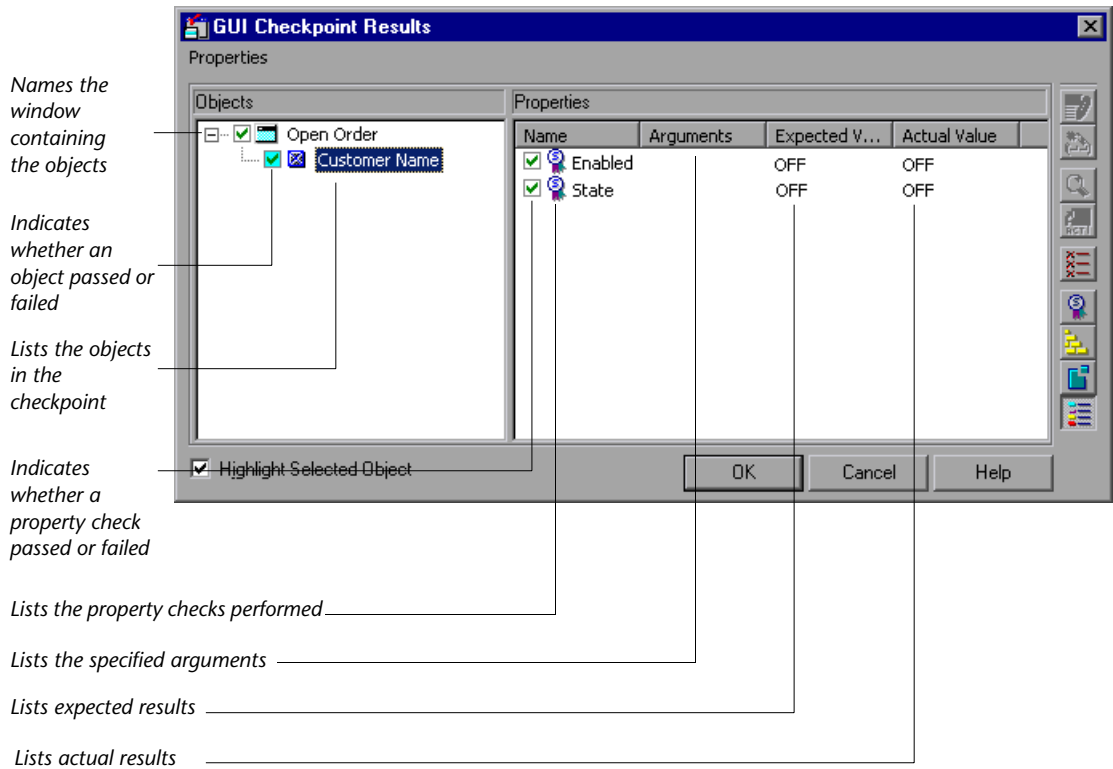 GUI Checkpoint Results
Properties
Names the
window
containing
the objects
Objects
Properties
Open Order
Customer Name
Name Arguments Expected V... Actual Value
Enabled OFF OFF
State OFF OFF
Indicates
whether an
object passed or
failed
Lists the objects
in the
checkpoint
Highlight Selected Object
OK Cancel Help
Indicates
whether a
property check
passed or failed
Lists the property checks performed
Lists the specified arguments
Lists expected results
Lists actual results